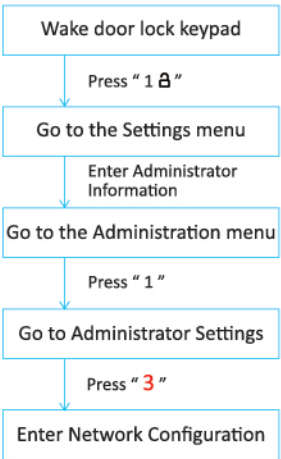 Wake door lock keypad
Press “ 1 🔒 ”
Go to the Settings menu
Enter Administrator
Information
Go to the Administration menu
Press “ 1 ”
Go to Administrator Settings
Press “ 3 ”
Enter Network Configuration